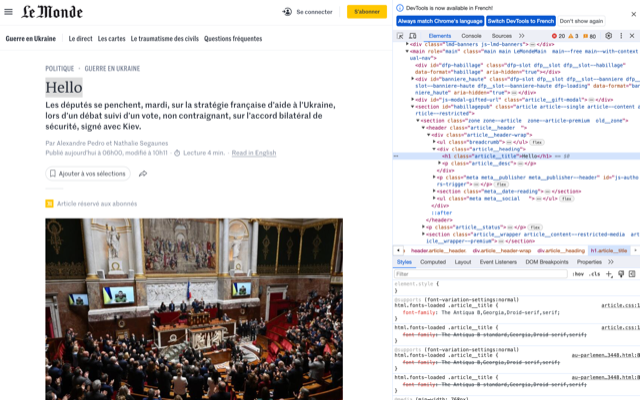 Le Monde
Se connecter
S'abonner
Guerre en Ukraine
Le direct
Les cartes
Le traumatisme des civils
Questions fréquentes
POLITIQUE · GUERRE EN UKRAINE
Hello
Les députés se penchent, mardi, sur la stratégie française d'aide à l'Ukraine,
lors d'un débat suivi d'un vote, non contraignant, sur l'accord bilatéral de
sécurité, signé avec Kiev.
Par Alexandre Pedro et Nathalie Segaunes
Publié aujourd'hui à 06h00, modifié à 10h11 · Lecture 4 min. · Read in English
Ajouter à vos sélections
Article réservé aux abonnés
DevTools is now available in French!
Always match Chrome's language
Switch DevTools to French
Don't show again
Elements
Console
Sources
»
20
3
80
<div class="lmd-banners js-lmd-banners">…</div>
<main role="main" class="main main LeMondeMain main--free main--with-context
ual-nav">
<div id="dfp-habillage" class="dfp-slot dfp__slot dfp__slot--habillage"
data-format="habillage" aria-hidden="true"></div>
<div id="banniere_haute" class="dfp-slot dfp__slot dfp__slot--banniere dfp
__slot--banniere-haute dfp__slot--banniere dfp-loading" data-format="bann
iere_haute" aria-hidden="true">…</div>
<div id="js-modal-gifted-url" class="article__gift-modal">…</div>
<section id="habillagepub" class="article article--single article--content a
rticle--restricted">
<section class="zone zone--article zone--article-premium old__zone">
<header class="article__header ">
<div class="article__header-wrap">
<ul class="breadcrumb">…</ul> flex
<div class="article__heading">
<h1 class="article__title">Hello</h1> == $0
<p class="article__desc">…</p>
</div>
<p class="meta meta__publisher meta__publisher--header" id="js-autho
rs-trigger">…</p>
<section class="meta__date-reading">…</section>
<ul class="meta meta__social ">…</ul> flex
</div>
::after
</header>
<p class="article__status">…</p> flex
<section class="article__wrapper article__content--restricted-media arti
cle__wrapper--premium">…</section>
header.article__header.
div.article__header-wrap
div.article__heading
h1.article__title
Styles
Computed
Layout
Event Listeners
DOM Breakpoints
Properties
»
Filter
:hov
.cls
element.style {
}
@supports (font-variation-settings:normal)
html.fonts-loaded .article__title {
article.css:1
font-family: The Antiqua B,Georgia,Droid-serif,serif;
}
html.fonts-loaded .article__title {
article.css:1
font-family: The Antiqua B standard,Georgia,Droid-serif,serif;
}
@supports (font-variation-settings:normal)
html.fonts-loaded .article__title {
au-parlemen…3448.html:8
font-family: The Antiqua B,Georgia,Droid-serif,serif;
}
html.fonts-loaded .article__title {
au-parlemen…3448.html:8
font-family: The Antiqua B standard,Georgia,Droid-serif,serif;
}